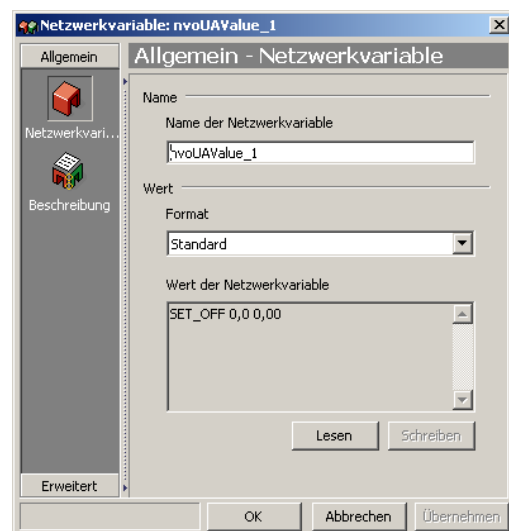 Netzwerkvariable: nvoUAValue_1
Allgemein
Allgemein - Netzwerkvariable
Netzwerkvari...
Beschreibung
Name
Name der Netzwerkvariable
nvoUAValue_1
Wert
Format
Standard
Wert der Netzwerkvariable
SET_OFF 0,0 0,00
Lesen
Schreiben
Erweitert
OK
Abbrechen
Übernehmen